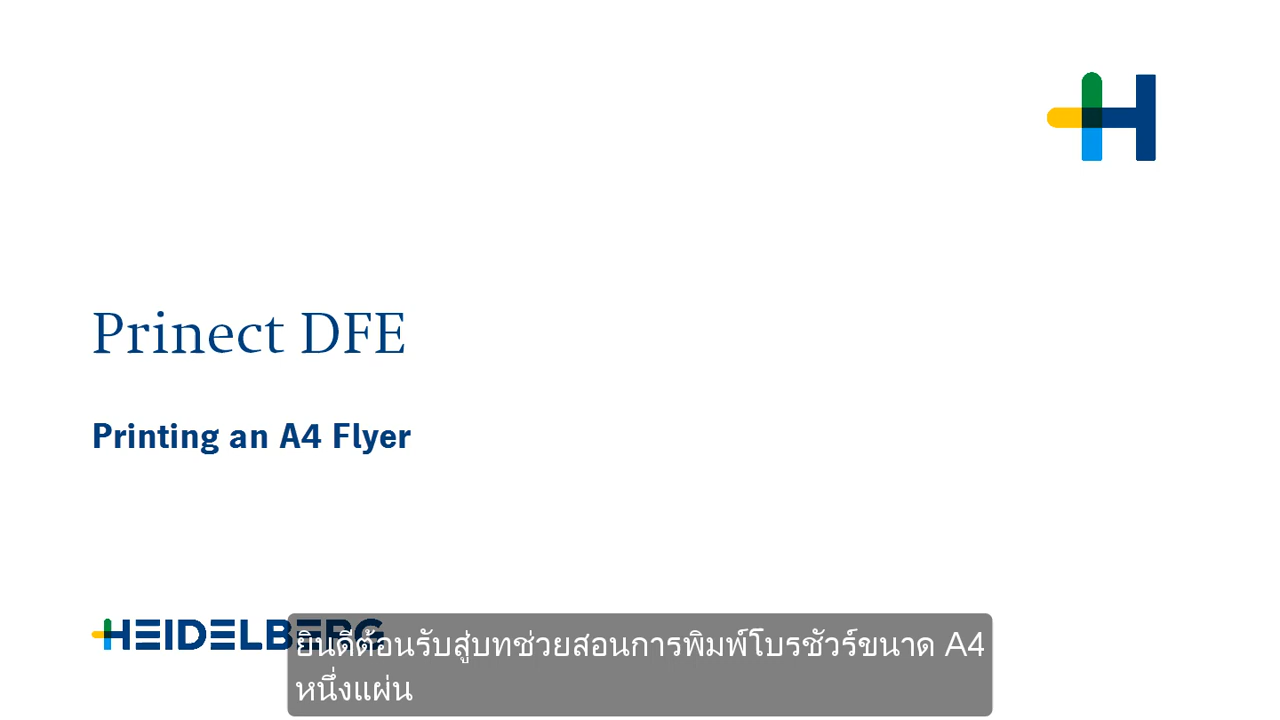 Prinect DFE
Printing an A4 Flyer
HEIDELBERG
ยินดีต้อนรับสู่บทช่วยสอนการพิมพ์โบรชัวร์ขนาด A4
หนึ่งแผ่น